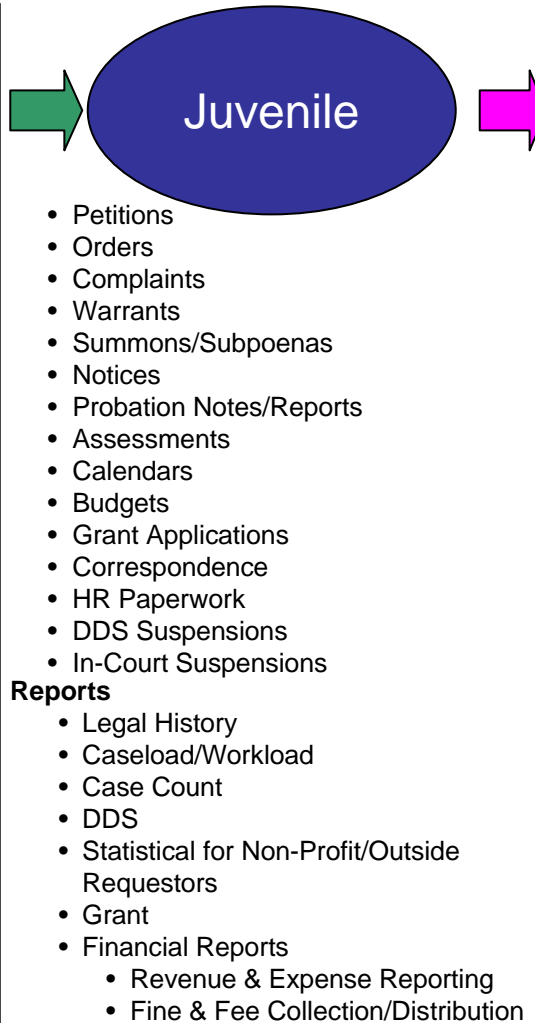 Juvenile
• Petitions
• Orders
• Complaints
• Warrants
• Summons/Subpoenas
• Notices
• Probation Notes/Reports
• Assessments
• Calendars
• Budgets
• Grant Applications
• Correspondence
• HR Paperwork
• DDS Suspensions
• In-Court Suspensions
Reports
• Legal History
• Caseload/Workload
• Case Count
• DDS
• Statistical for Non-Profit/Outside
Requestors
• Grant
• Financial Reports
• Revenue & Expense Reporting
• Fine & Fee Collection/Distribution